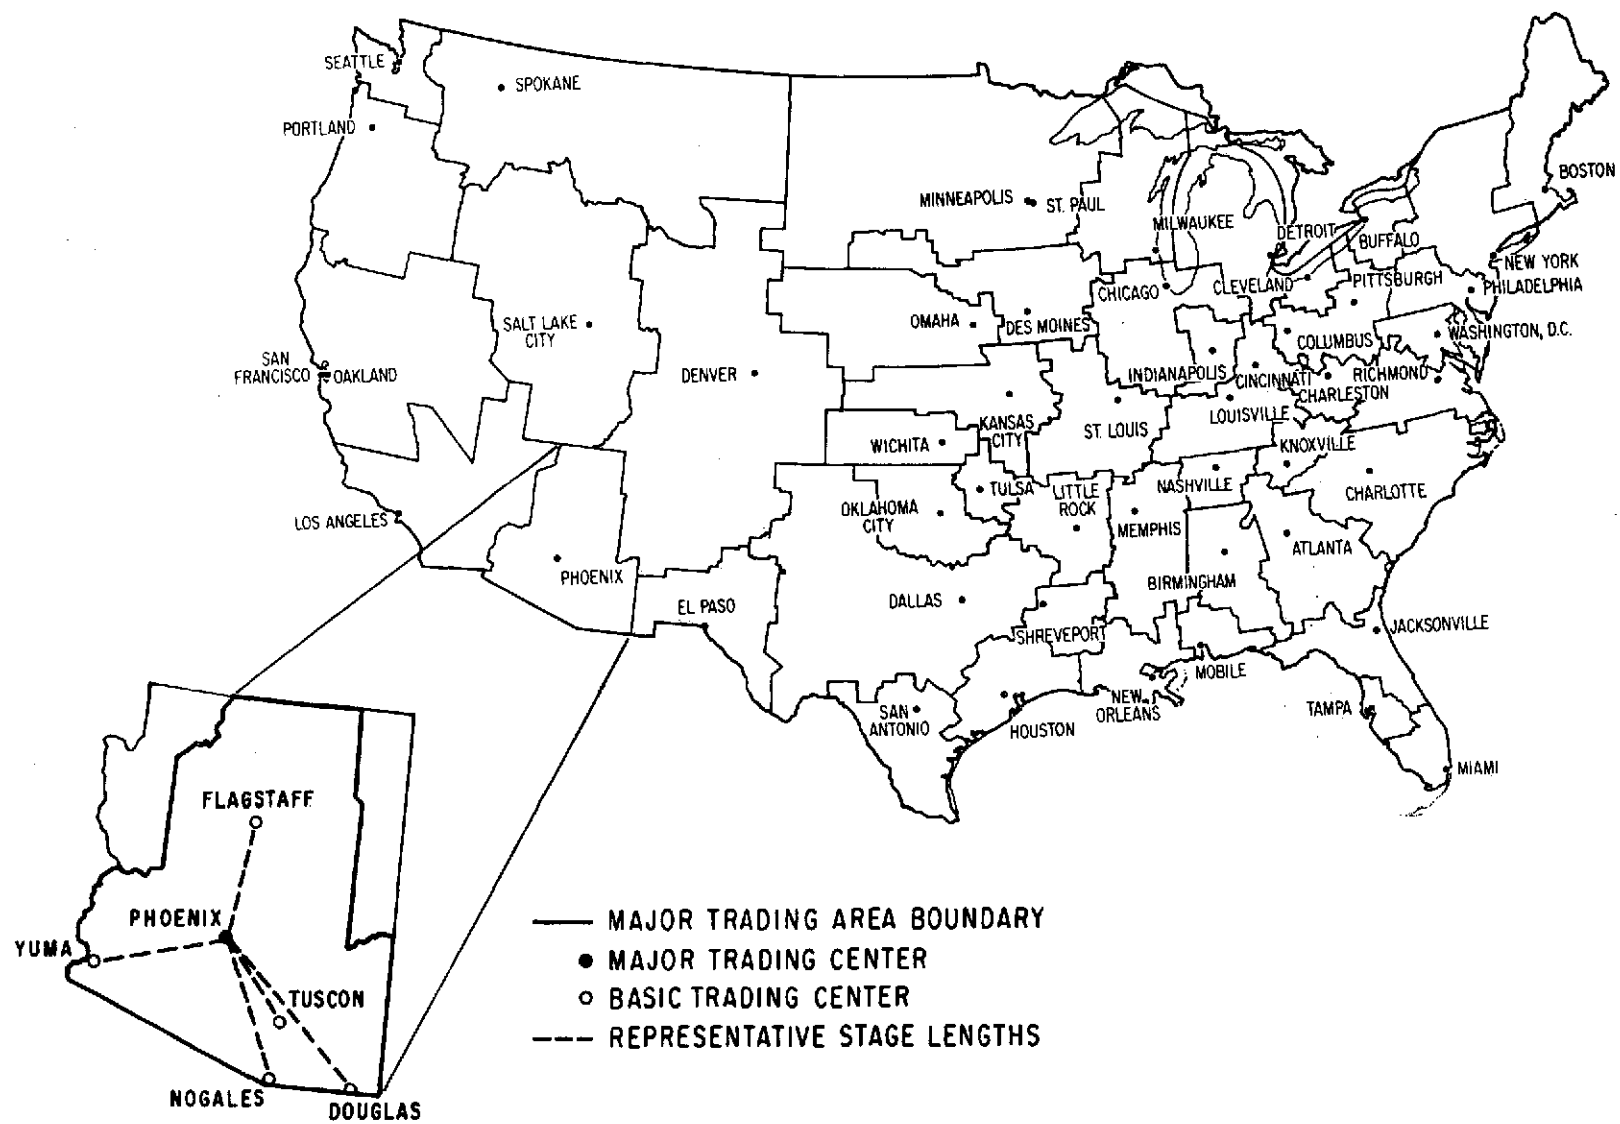 SEATTLE
SPOKANE
PORTLAND
BOSTON
MINNEAPOLIS
ST. PAUL
MILWAUKEE
DETROIT
BUFFALO
NEW YORK
PITTSBURGH
PHILADELPHIA
CLEVELAND
CHICAGO
OMAHA
DES MOINES
SALT LAKE
CITY
COLUMBUS
WASHINGTON, D.C.
SAN
FRANCISCO
OAKLAND
DENVER
INDIANAPOLIS
CINCINNATI
RICHMOND
CHARLESTON
LOUISVILLE
KANSAS
CITY
ST. LOUIS
WICHITA
KNOXVILLE
TULSA
LITTLE
ROCK
NASHVILLE
CHARLOTTE
LOS ANGELES
OKLAHOMA
CITY
MEMPHIS
ATLANTA
PHOENIX
BIRMINGHAM
EL PASO
DALLAS
SHREVEPORT
JACKSONVILLE
MOBILE
SAN
ANTONIO
HOUSTON
NEW
ORLEANS
TAMPA
MIAMI
FLAGSTAFF
PHOENIX
YUMA
TUSCON
NOGALES
DOUGLAS
MAJOR TRADING AREA BOUNDARY
MAJOR TRADING CENTER
BASIC TRADING CENTER
REPRESENTATIVE STAGE LENGTHS